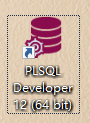 PLSQL
Developer
12 (64 bit)